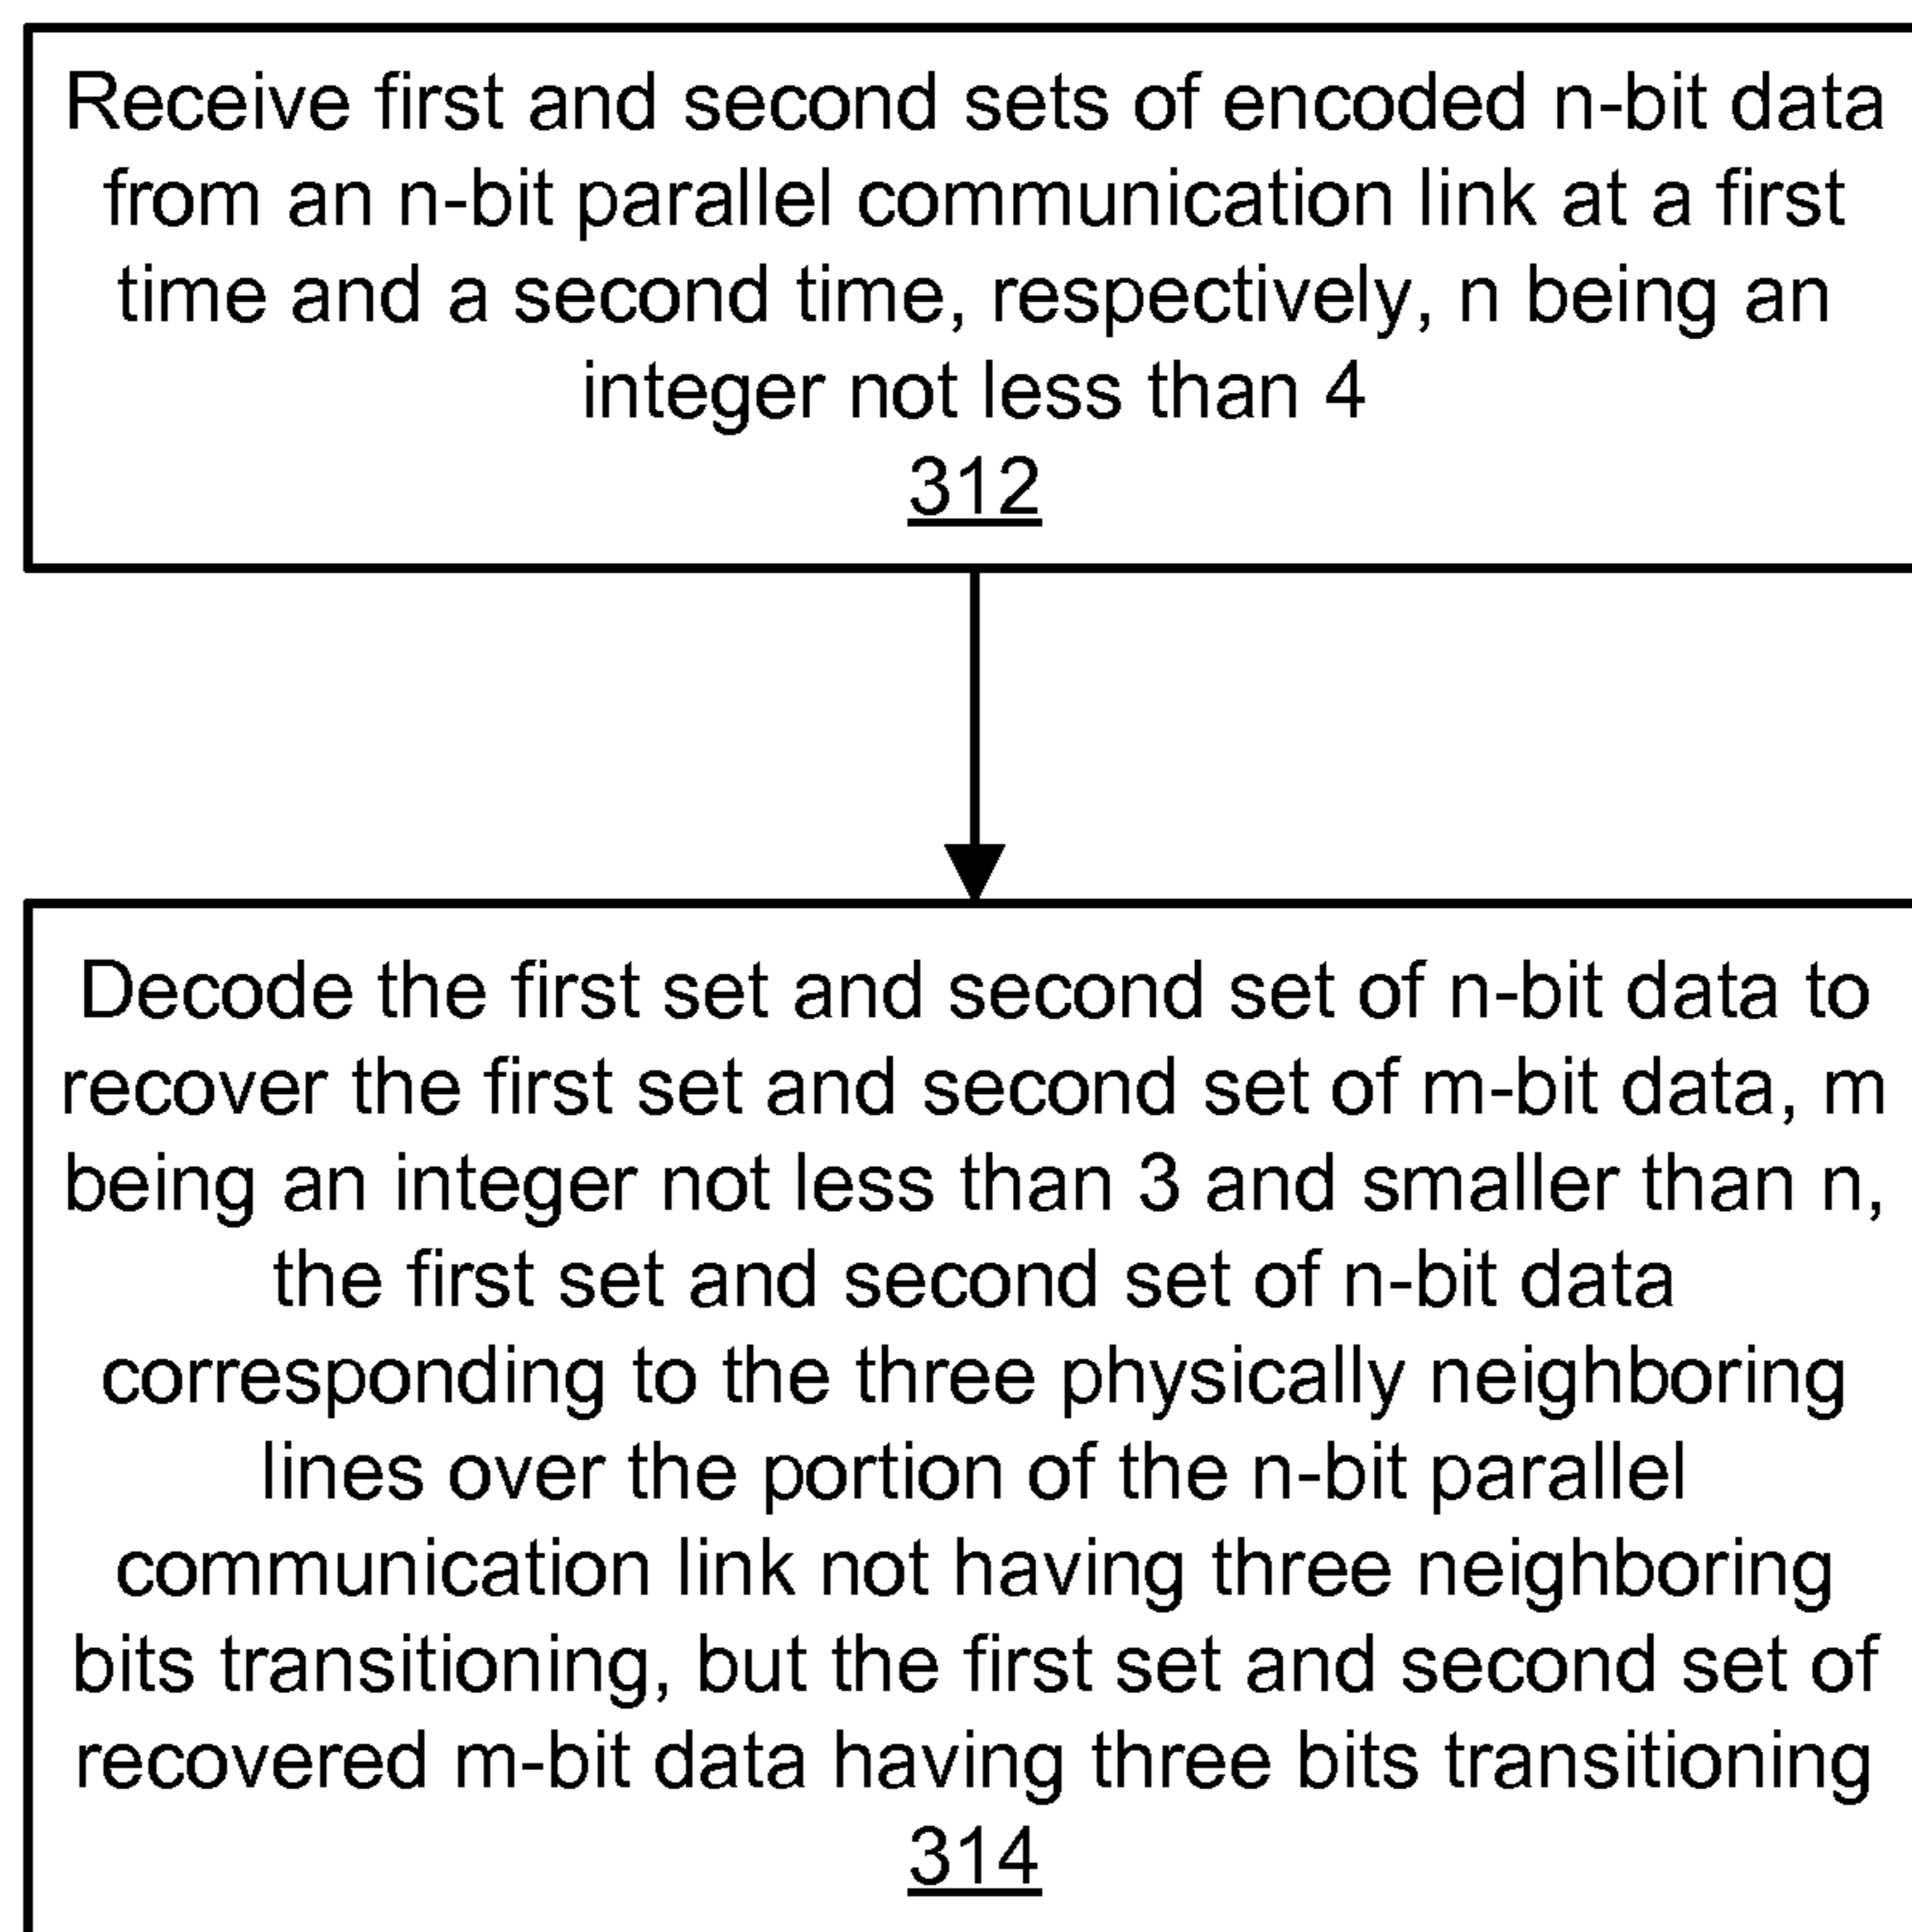 Receive first and second sets of encoded n-bit data
from an n-bit parallel communication link at a first
time and a second time, respectively, n being an
integer not less than 4
312
Decode the first set and second set of n-bit data to
recover the first set and second set of m-bit data, m
being an integer not less than 3 and smaller than n,
the first set and second set of n-bit data
corresponding to the three physically neighboring
lines over the portion of the n-bit parallel
communication link not having three neighboring
bits transitioning, but the first set and second set of
recovered m-bit data having three bits transitioning
314